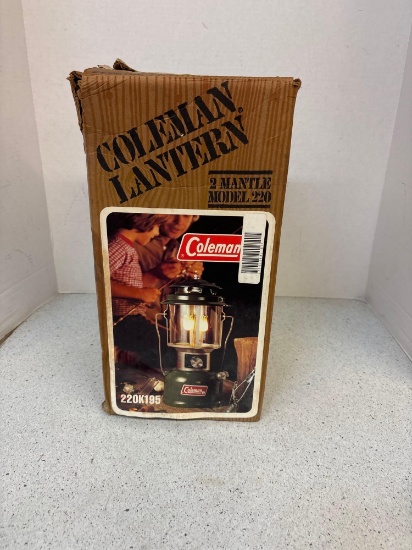 COLEMAN®
LANTERN
2 MANTLE
MODEL 220
Coleman
Coleman
220K195